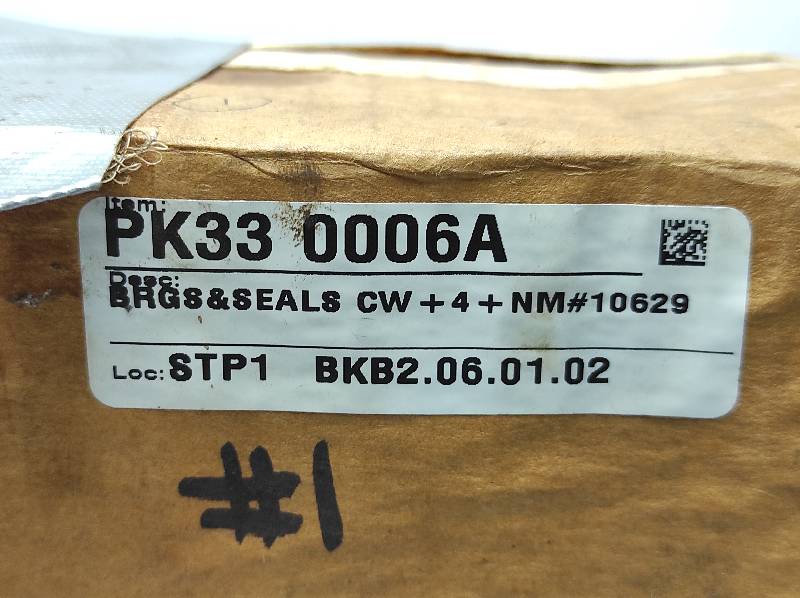 Item:
PK33 0006A
Desc:
BRGS&SEALS CW+4+NM#10629
Loc: STP1 BKB2.06.01.02
#1